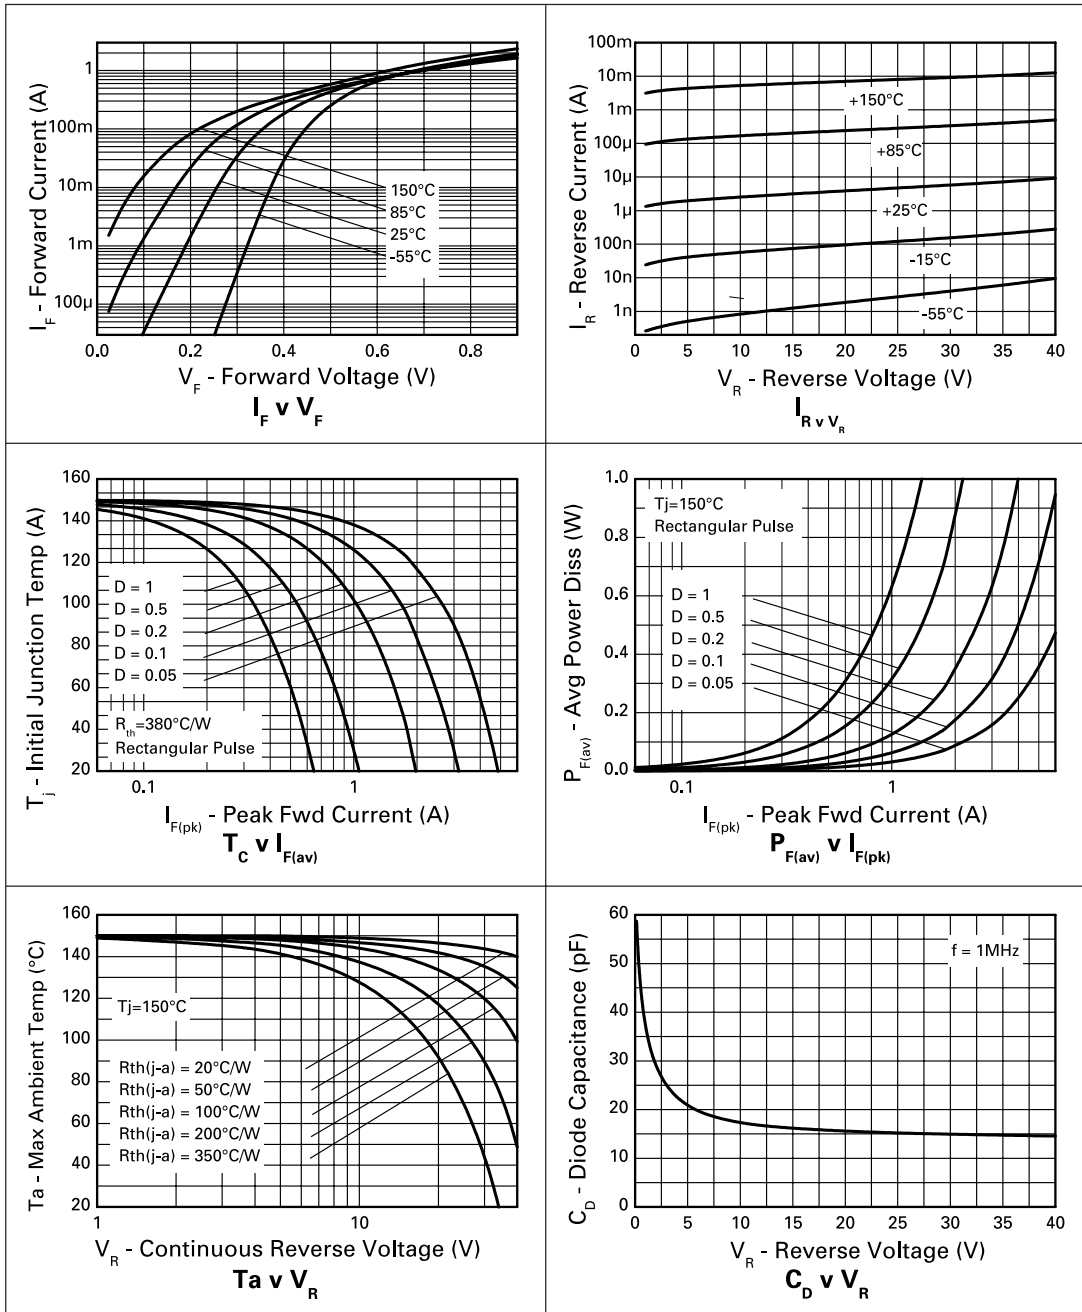 I_F - Forward Current (A)
1
100m
10m
1m
100µ
150°C
85°C
25°C
-55°C
0.0 0.2 0.4 0.6 0.8
V_F - Forward Voltage (V)
I_F v V_F
I_R - Reverse Current (A)
100m
10m
1m
100µ
10µ
1µ
100n
10n
1n
+150°C
+85°C
+25°C
-15°C
-55°C
0 5 10 15 20 25 30 35 40
V_R - Reverse Voltage (V)
I_R v V_R
T_j - Initial Junction Temp (A)
160
140
120
100
80
60
40
20
D = 1
D = 0.5
D = 0.2
D = 0.1
D = 0.05
R_th=380°C/W
Rectangular Pulse
0.1 1
I_F(pk) - Peak Fwd Current (A)
T_C v I_F(av)
P_F(av) - Avg Power Diss (W)
1.0
0.8
0.6
0.4
0.2
0.0
Tj=150°C
Rectangular Pulse
D = 1
D = 0.5
D = 0.2
D = 0.1
D = 0.05
0.1 1
I_F(pk) - Peak Fwd Current (A)
P_F(av) v I_F(pk)
Ta - Max Ambient Temp (°C)
160
140
120
100
80
60
40
20
Tj=150°C
Rth(j-a) = 20°C/W
Rth(j-a) = 50°C/W
Rth(j-a) = 100°C/W
Rth(j-a) = 200°C/W
Rth(j-a) = 350°C/W
1 10
V_R - Continuous Reverse Voltage (V)
Ta v V_R
C_D - Diode Capacitance (pF)
60
50
40
30
20
10
0
f = 1MHz
0 5 10 15 20 25 30 35 40
V_R - Reverse Voltage (V)
C_D v V_R